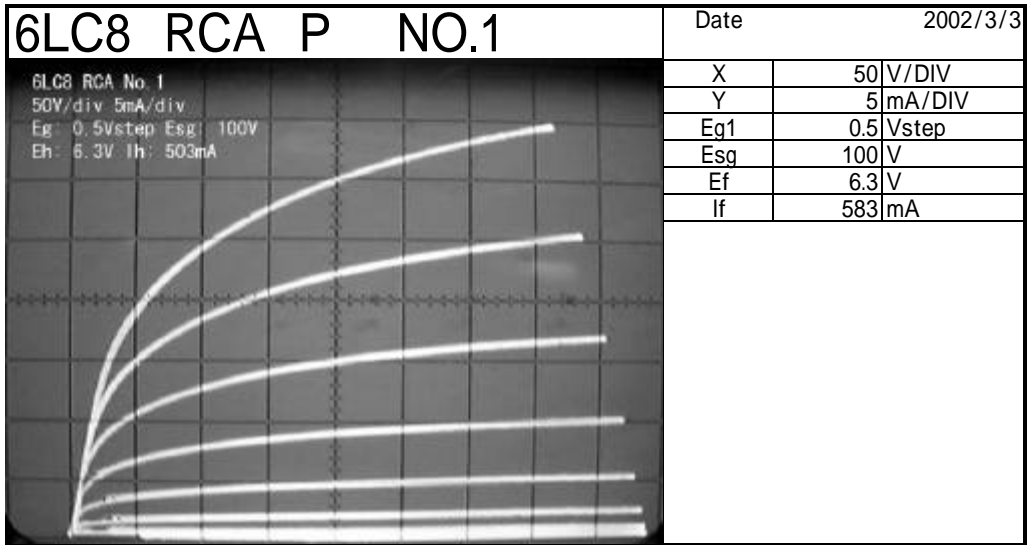 6LC8 RCA P NO.1
Date 2002/3/3
6LC8 RCA No.1
50V/div 5mA/div
Eg: 0.5Vstep Esg: 100V
Eh: 6.3V Ih: 503mA
X 50 V/DIV
Y 5 mA/DIV
Eg1 0.5 Vstep
Esg 100 V
Ef 6.3 V
If 583 mA